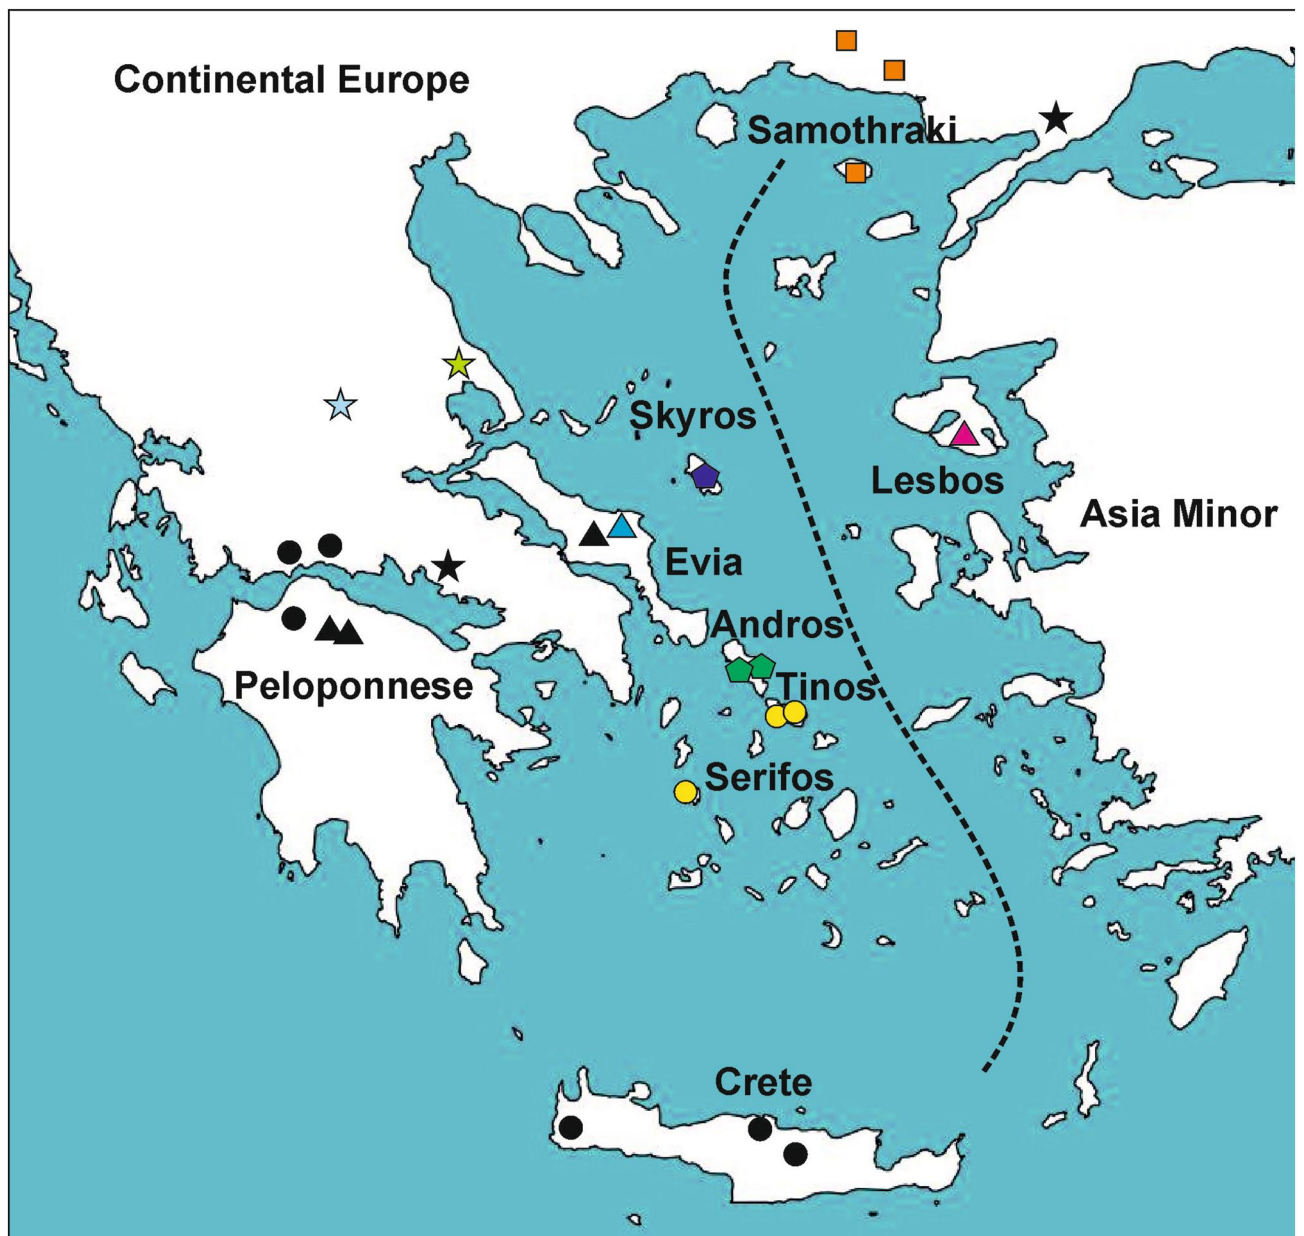 Continental Europe
Samothraki
Skyros
Lesbos
Asia Minor
Evia
Andros
Peloponnese
Tinos
Serifos
Crete